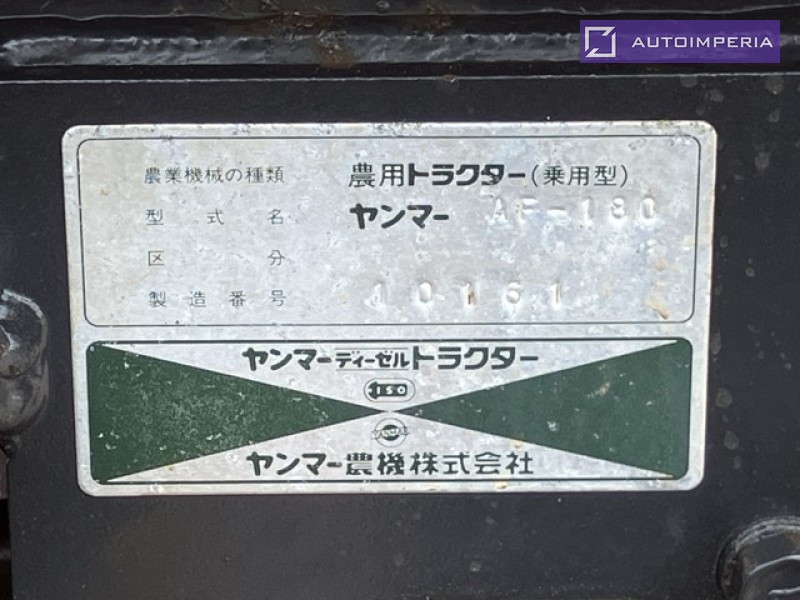 AUTOIMPERIA
農業機械の種類 農用トラクター(乗用型)
型式名 ヤンマー AF-180
区分
製造番号 10161
ヤンマーディーゼルトラクター
ISO
YANMAR
ヤンマー農機株式会社